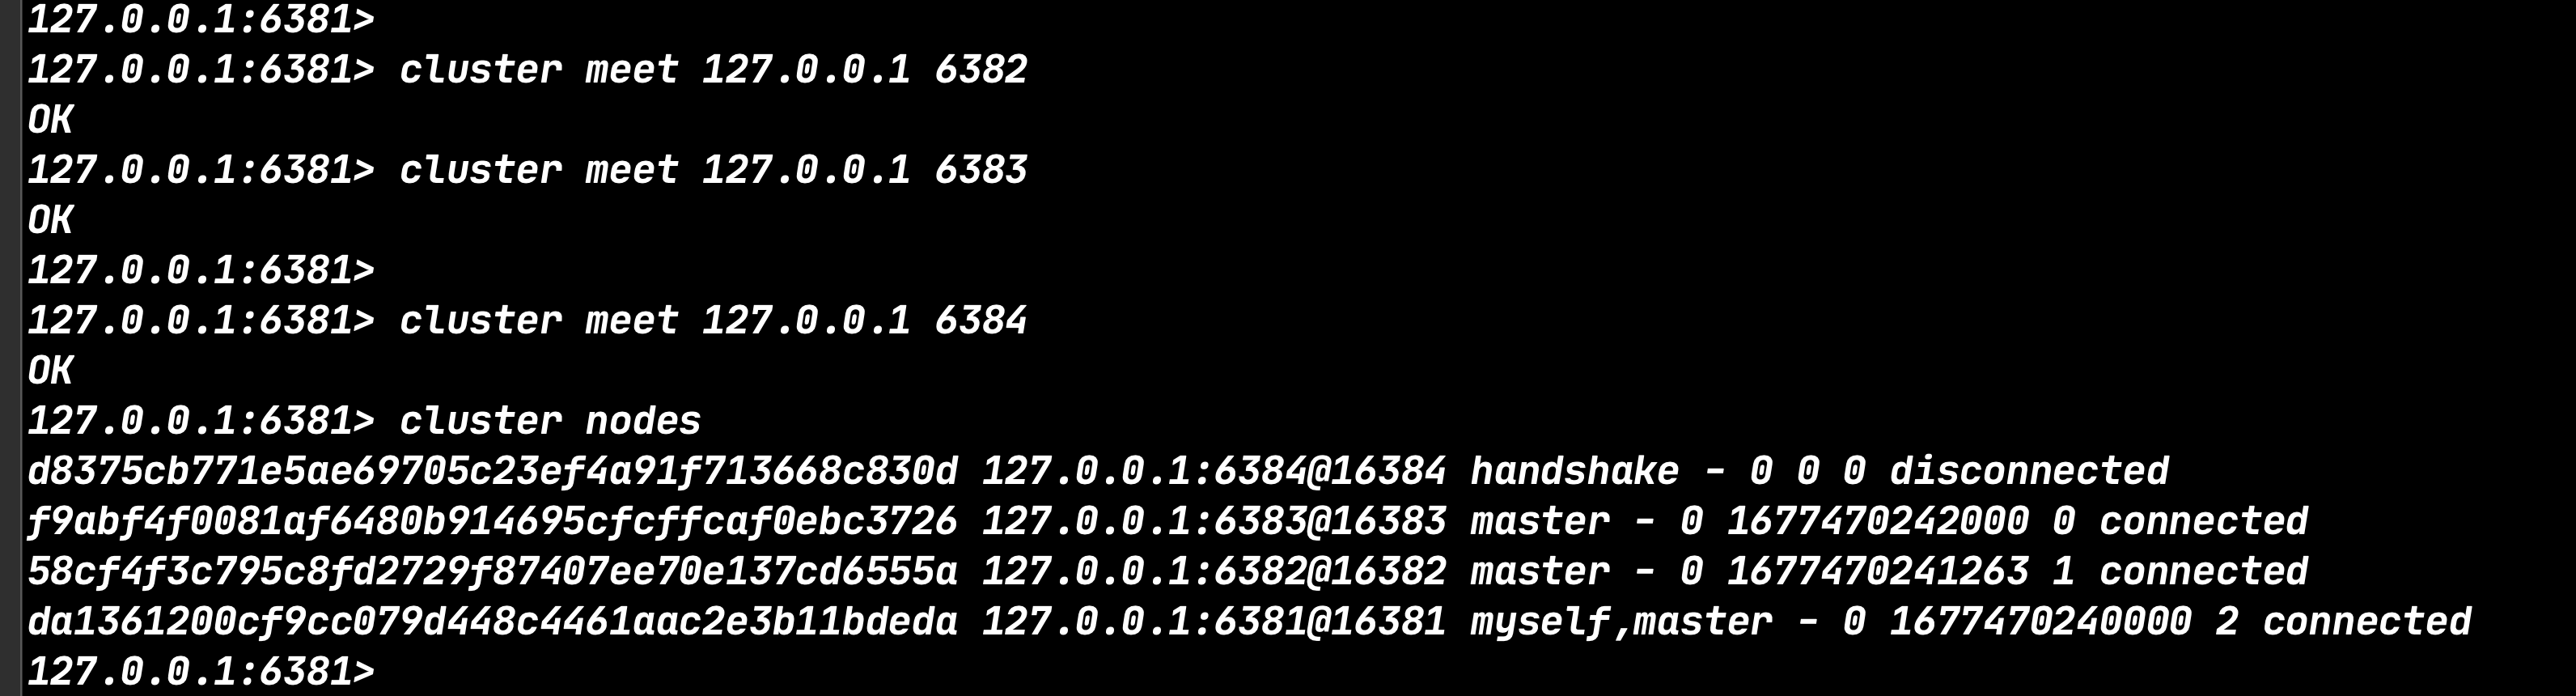 127.0.0.1:6381>
127.0.0.1:6381> cluster meet 127.0.0.1 6382
OK
127.0.0.1:6381> cluster meet 127.0.0.1 6383
OK
127.0.0.1:6381>
127.0.0.1:6381> cluster meet 127.0.0.1 6384
OK
127.0.0.1:6381> cluster nodes
d8375cb771e5ae69705c23ef4a91f713668c830d 127.0.0.1:6384@16384 handshake - 0 0 0 disconnected
f9abf4f0081af6480b914695cfcffcaf0ebc3726 127.0.0.1:6383@16383 master - 0 1677470242000 0 connected
58cf4f3c795c8fd2729f87407ee70e137cd6555a 127.0.0.1:6382@16382 master - 0 1677470241263 1 connected
da1361200cf9cc079d448c4461aac2e3b11bdeda 127.0.0.1:6381@16381 myself,master - 0 1677470240000 2 connected
127.0.0.1:6381>